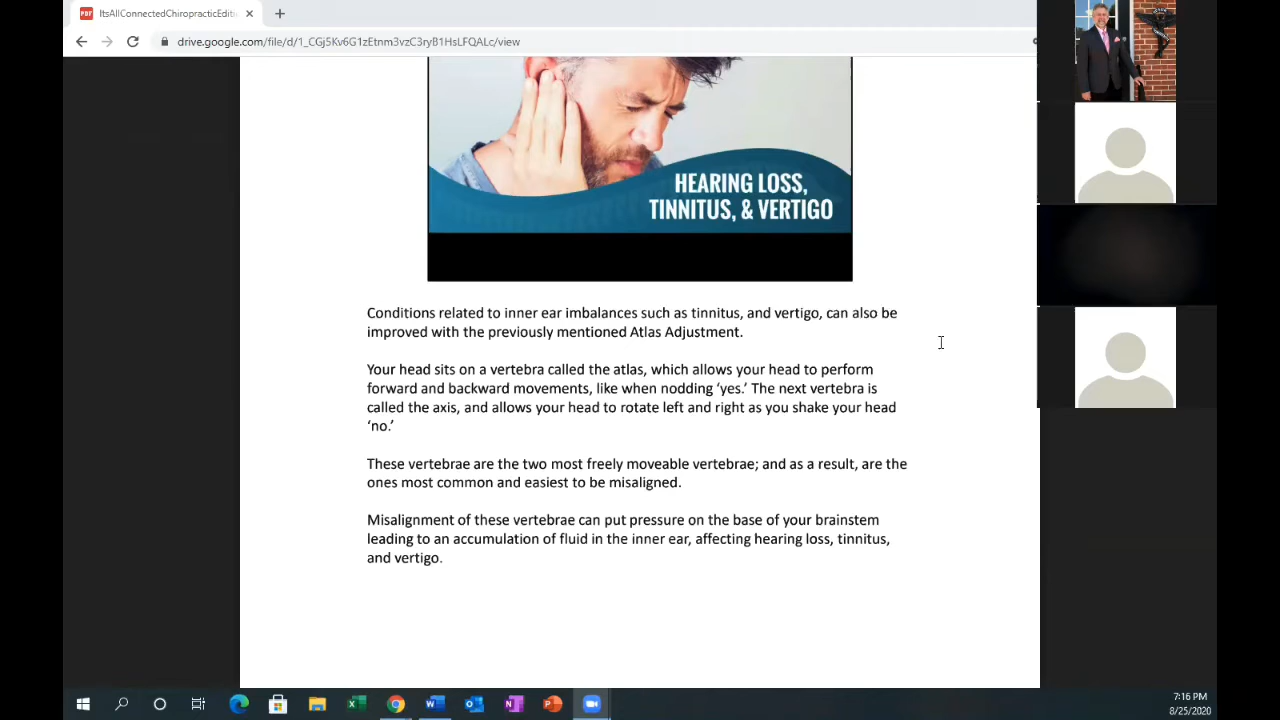 ItsAllConnectedChiropracticEditi
drive.google.com/file/d/1_CGj5Kv6G1zEtnm3vzC3ryB1HsLFQALc/view
HEARING LOSS,
TINNITUS, & VERTIGO
Conditions related to inner ear imbalances such as tinnitus, and vertigo, can also be
improved with the previously mentioned Atlas Adjustment.
Your head sits on a vertebra called the atlas, which allows your head to perform
forward and backward movements, like when nodding ‘yes.’ The next vertebra is
called the axis, and allows your head to rotate left and right as you shake your head
‘no.’
These vertebrae are the two most freely moveable vertebrae; and as a result, are the
ones most common and easiest to be misaligned.
Misalignment of these vertebrae can put pressure on the base of your brainstem
leading to an accumulation of fluid in the inner ear, affecting hearing loss, tinnitus,
and vertigo.
7:16 PM
8/25/2020